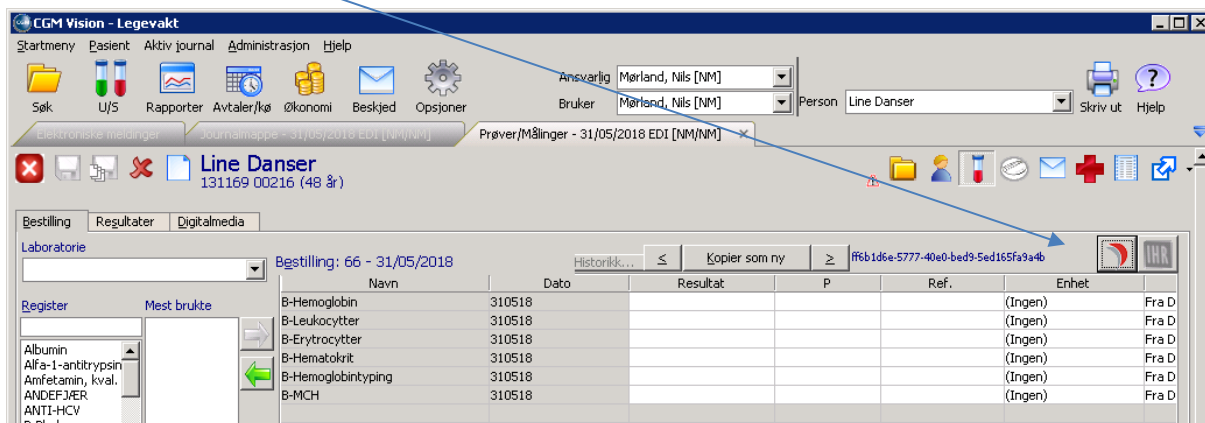 CGM Vision - Legevakt
Startmeny Pasient Aktiv journal Administrasjon Hjelp
Søk U/S Rapporter Avtaler/kø Økonomi Beskjed Opsjoner
Ansvarlig Mørland, Nils [NM]
Bruker Mørland, Nils [NM] Person Line Danser Skriv ut Hjelp
Elektroniske meldinger Journalmappe - 31/05/2018 EDI [NM/NM] Prøver/Målinger - 31/05/2018 EDI [NM/NM]
Line Danser
131169 00216 (48 år)
Bestilling Resultater Digitalmedia
Laboratorie
Bestilling: 66 - 31/05/2018 Historikk... < Kopier som ny > ff6b1d6e-5777-40e0-bed9-5ed165fa9a4b IHR
Navn Dato Resultat P Ref. Enhet
Register Mest brukte
B-Hemoglobin 310518 (Ingen) Fra D
B-Leukocytter 310518 (Ingen) Fra D
B-Erytrocytter 310518 (Ingen) Fra D
B-Hematokrit 310518 (Ingen) Fra D
B-Hemoglobintyping 310518 (Ingen) Fra D
B-MCH 310518 (Ingen) Fra D
Albumin
Alfa-1-antitrypsin
Amfetamin, kval.
ANDEFJÆR
ANTI-HCV